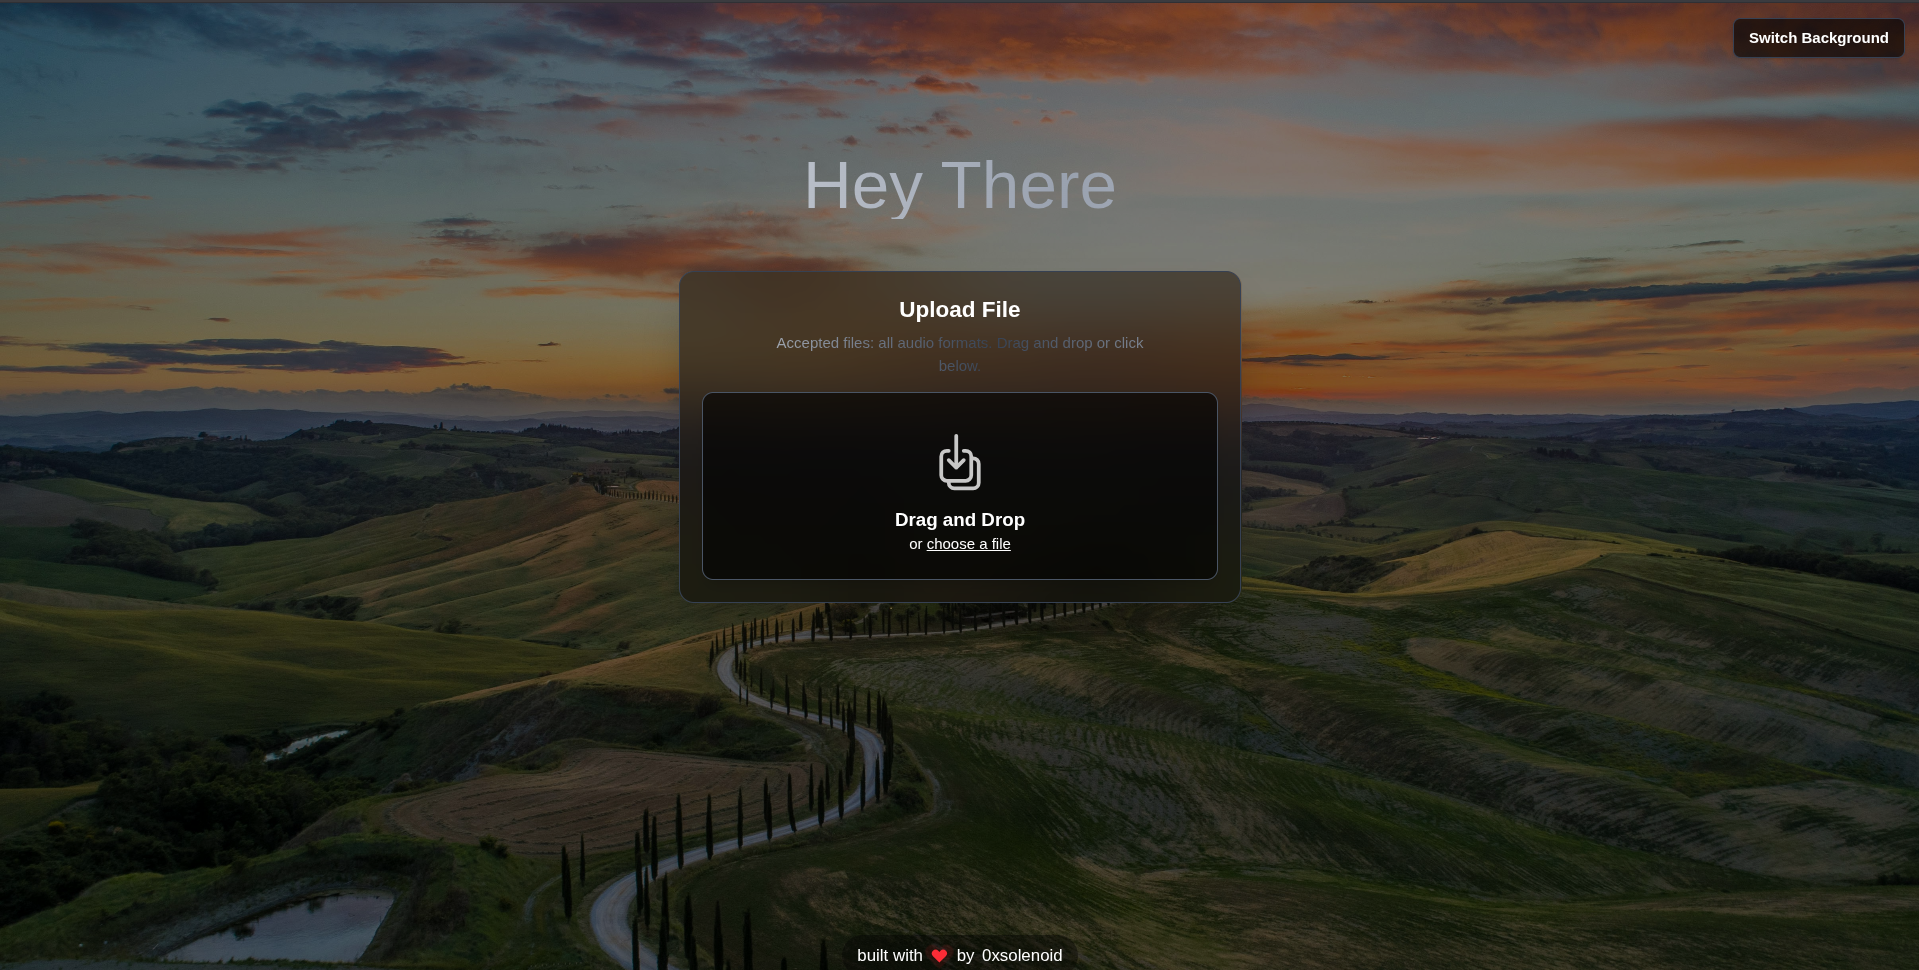 Switch Background
Hey There
Upload File
Accepted files: all audio formats. Drag and drop or click
below.
Drag and Drop
or choose a file
built with ❤ by 0xsolenoid